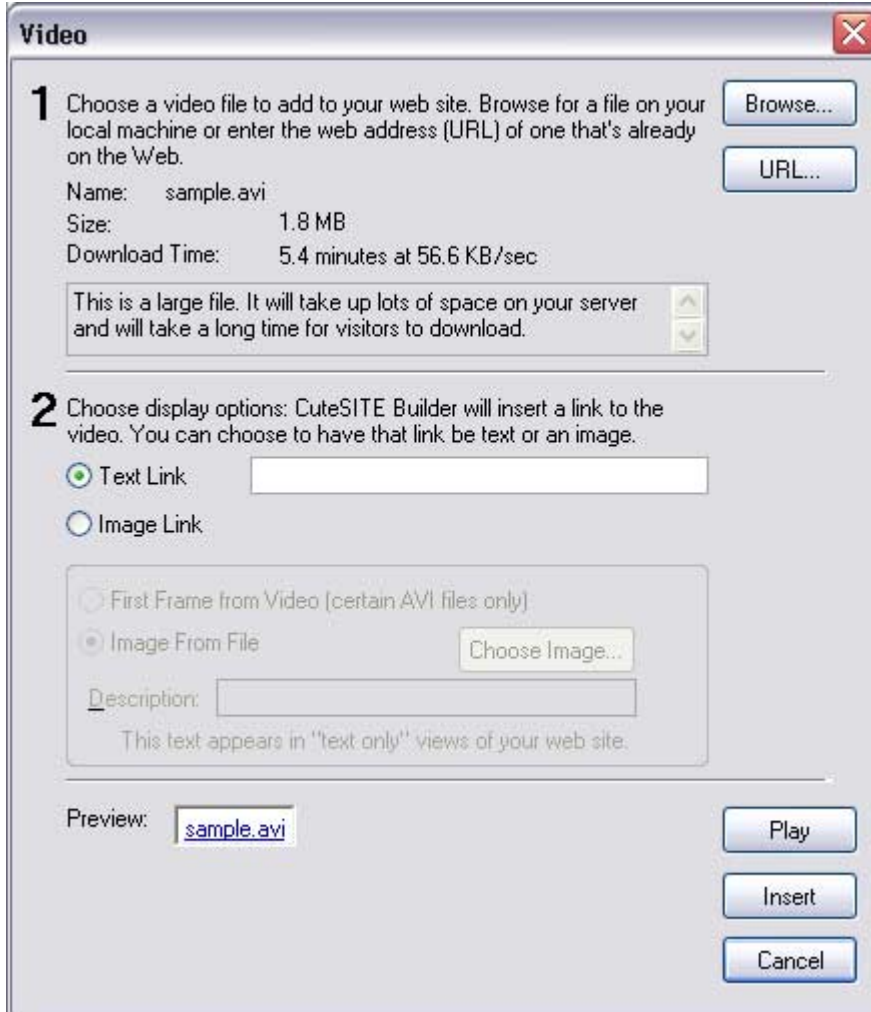 Video
1 Choose a video file to add to your web site. Browse for a file on your
local machine or enter the web address (URL) of one that's already
on the Web.
Browse...
URL...
Name: sample.avi
Size: 1.8 MB
Download Time: 5.4 minutes at 56.6 KB/sec
This is a large file. It will take up lots of space on your server
and will take a long time for visitors to download.
2 Choose display options: CuteSITE Builder will insert a link to the
video. You can choose to have that link be text or an image.
Text Link
Image Link
First Frame from Video (certain AVI files only)
Image From File
Choose Image...
Description:
This text appears in "text only" views of your web site.
Preview: sample.avi
Play
Insert
Cancel